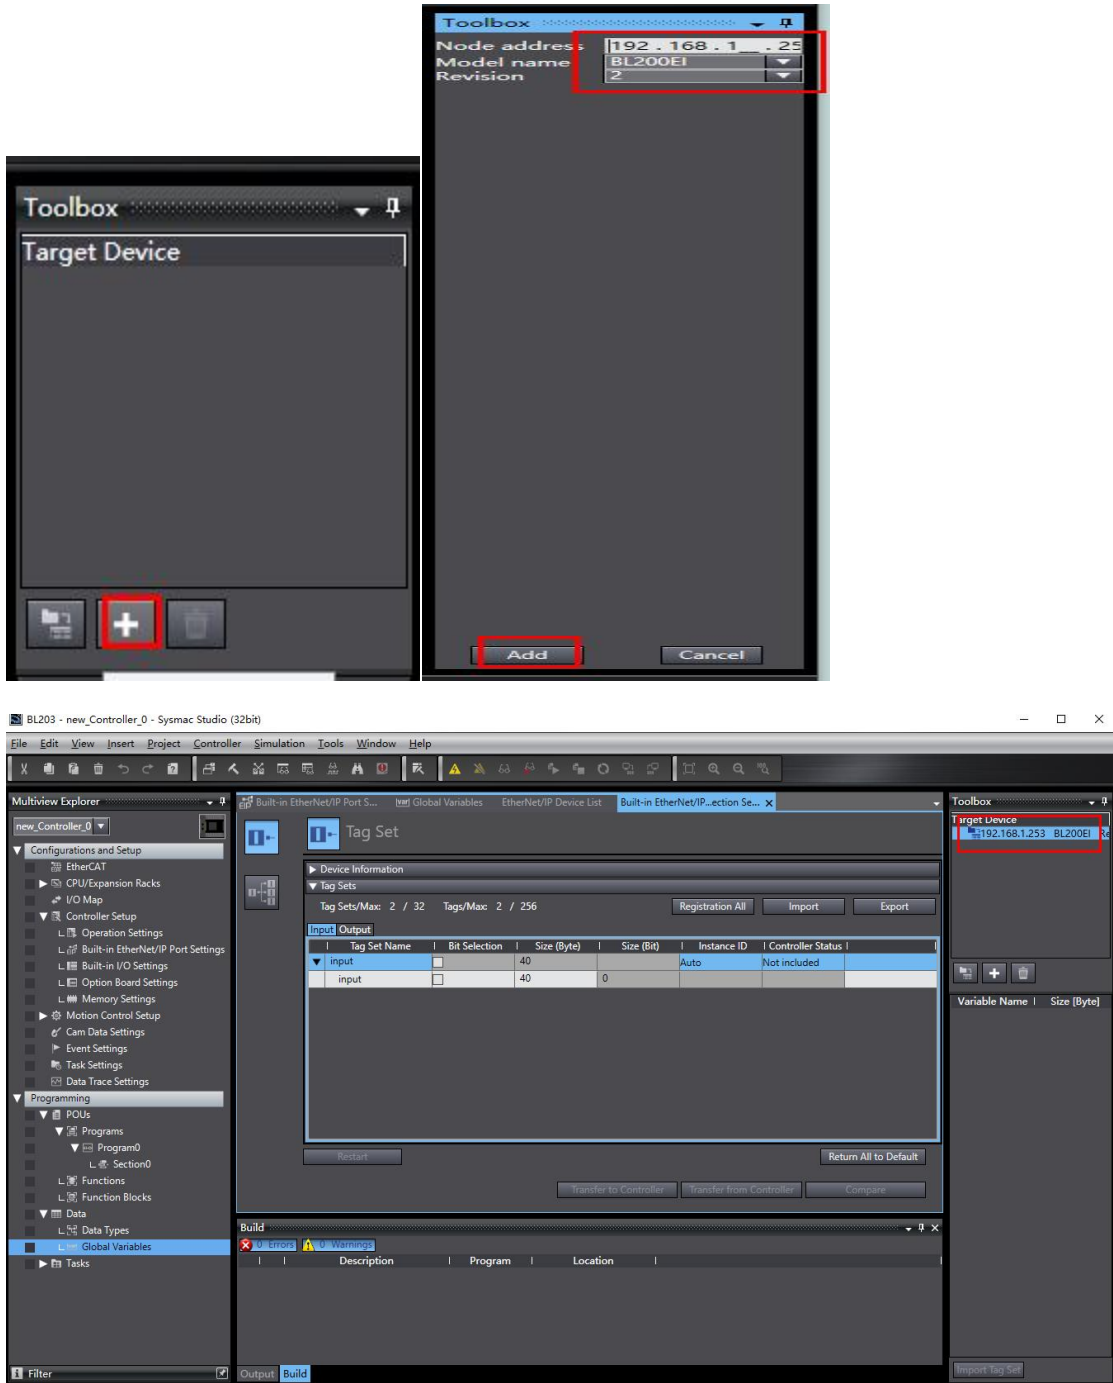 Toolbox
Target Device
Toolbox
Node address 192 . 168 . 1 . 25
Model name BL200EI
Revision 2
Add Cancel
BL203 - new_Controller_0 - Sysmac Studio (32bit)
File Edit View Insert Project Controller Simulation Tools Window Help
Multiview Explorer
new_Controller_0
Configurations and Setup
EtherCAT
CPU/Expansion Racks
I/O Map
Controller Setup
Operation Settings
Built-in EtherNet/IP Port Settings
Built-in I/O Settings
Option Board Settings
Memory Settings
Motion Control Setup
Cam Data Settings
Event Settings
Task Settings
Data Trace Settings
Programming
POUs
Programs
Program0
Section0
Functions
Function Blocks
Data
Data Types
Global Variables
Tasks
Filter
Built-in EtherNet/IP Port S... Global Variables EtherNet/IP Device List Built-in EtherNet/IP...ection Se...
Tag Set
Device Information
Tag Sets
Tag Sets/Max: 2 / 32 Tags/Max: 2 / 256 Registration All Import Export
Input Output
Tag Set Name Bit Selection Size (Byte) Size (Bit) Instance ID Controller Status
input 40 Auto Not included
input 40 0
Restart Return All to Default
Transfer to Controller Transfer from Controller Compare
Build
0 Errors 0 Warnings
Description Program Location
Output Build
Toolbox
Target Device
192.168.1.253 BL200EI Re
Variable Name Size [Byte]
Import Tag Set